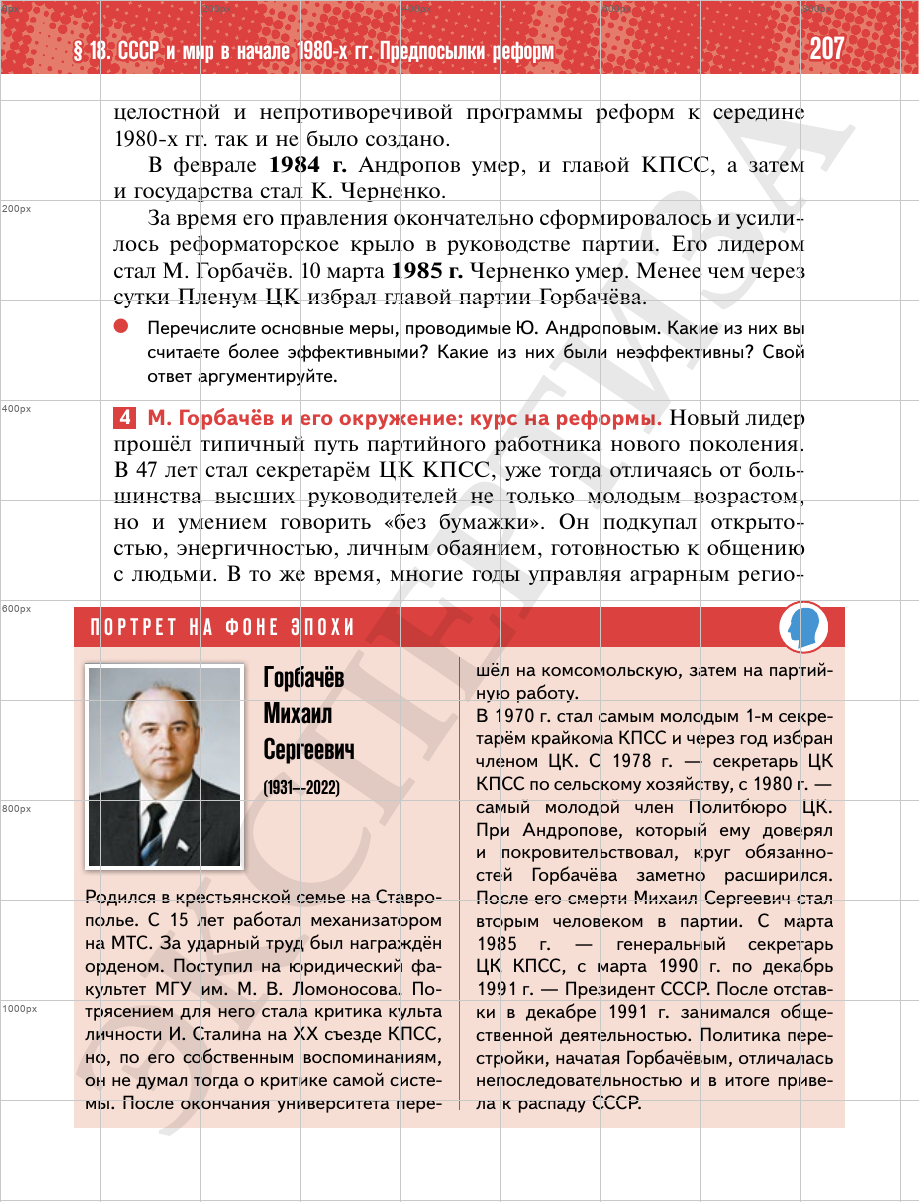 § 18. СССР и мир в начале 1980-х гг. Предпосылки реформ 207
целостной и непротиворечивой программы реформ к середине
1980-х гг. так и не было создано.
В феврале 1984 г. Андропов умер, и главой КПСС, а затем
и государства стал К. Черненко.
За время его правления окончательно сформировалось и усили-
лось реформаторское крыло в руководстве партии. Его лидером
стал М. Горбачёв. 10 марта 1985 г. Черненко умер. Менее чем через
сутки Пленум ЦК избрал главой партии Горбачёва.
Перечислите основные меры, проводимые Ю. Андроповым. Какие из них вы
считаете более эффективными? Какие из них были неэффективны? Свой
ответ аргументируйте.
4 М. Горбачёв и его окружение: курс на реформы. Новый лидер
прошёл типичный путь партийного работника нового поколения.
В 47 лет стал секретарём ЦК КПСС, уже тогда отличаясь от боль-
шинства высших руководителей не только молодым возрастом,
но и умением говорить «без бумажки». Он подкупал открыто-
стью, энергичностью, личным обаянием, готовностью к общению
с людьми. В то же время, многие годы управляя аграрным регио-
ПОРТРЕТ НА ФОНЕ ЭПОХИ
Горбачёв
Михаил
Сергеевич
(1931—2022)
Родился в крестьянской семье на Ставро-
полье. С 15 лет работал механизатором
на МТС. За ударный труд был награждён
орденом. Поступил на юридический фа-
культет МГУ им. М. В. Ломоносова. По-
трясением для него стала критика культа
личности И. Сталина на XX съезде КПСС,
но, по его собственным воспоминаниям,
он не думал тогда о критике самой систе-
мы. После окончания университета пере-
шёл на комсомольскую, затем на партий-
ную работу.
В 1970 г. стал самым молодым 1-м секре-
тарём крайкома КПСС и через год избран
членом ЦК. С 1978 г. — секретарь ЦК
КПСС по сельскому хозяйству, с 1980 г. —
самый молодой член Политбюро ЦК.
При Андропове, который ему доверял
и покровительствовал, круг обязанно-
стей Горбачёва заметно расширился.
После его смерти Михаил Сергеевич стал
вторым человеком в партии. С марта
1985 г. — генеральный секретарь
ЦК КПСС, с марта 1990 г. по декабрь
1991 г. — Президент СССР. После отстав-
ки в декабре 1991 г. занимался обще-
ственной деятельностью. Политика пере-
стройки, начатая Горбачёвым, отличалась
непоследовательностью и в итоге приве-
ла к распаду СССР.
ЭКСПЕРТИЗА
200px
400px
600px
800px
1000px